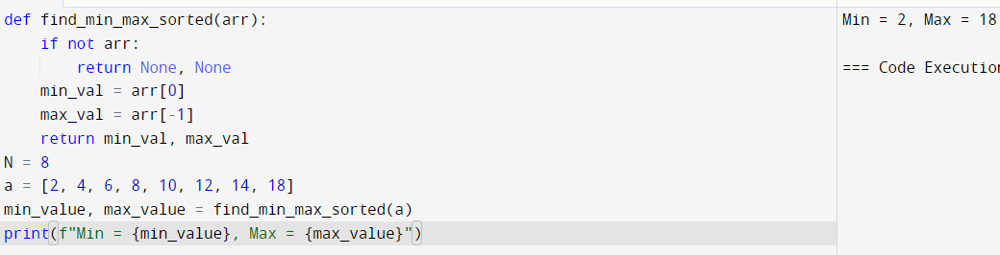 def find_min_max_sorted(arr):
    if not arr:
        return None, None
    min_val = arr[0]
    max_val = arr[-1]
    return min_val, max_val
N = 8
a = [2, 4, 6, 8, 10, 12, 14, 18]
min_value, max_value = find_min_max_sorted(a)
print(f"Min = {min_value}, Max = {max_value}")
Min = 2, Max = 18
=== Code Execution